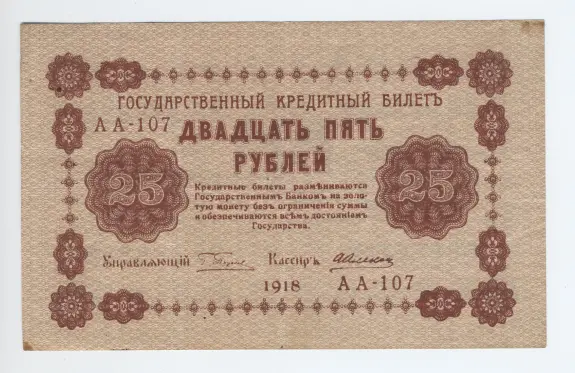 ГОСУДАРСТВЕННЫЙ КРЕДИТНЫЙ БИЛЕТЪ
АА-107
ДВАДЦАТЬ ПЯТЬ
РУБЛЕЙ
25
25
Кредитные билеты размѣниваются
Государственнымъ Банкомъ на золо-
тую монету безъ ограниченія суммы
и обезпечиваются всѣмъ достояніемъ
Государства.
Управляющій
Кассиръ
1918
АА-107